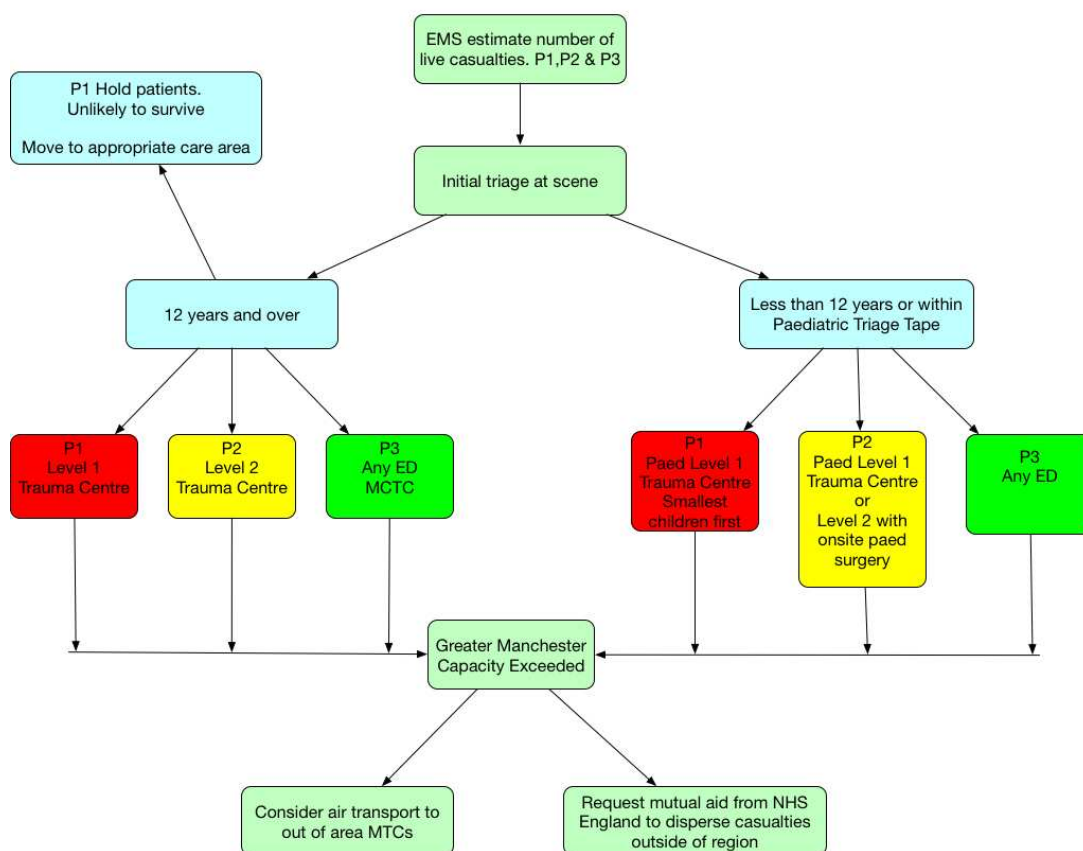 EMS estimate number of
live casualties. P1,P2 & P3
P1 Hold patients.
Unlikely to survive
Move to appropriate care area
Initial triage at scene
12 years and over
Less than 12 years or within
Paediatric Triage Tape
P1
Level 1
Trauma Centre
P2
Level 2
Trauma Centre
P3
Any ED
MCTC
P1
Paed Level 1
Trauma Centre
Smallest
children first
P2
Paed Level 1
Trauma Centre
or
Level 2 with
onsite paed
surgery
P3
Any ED
Greater Manchester
Capacity Exceeded
Consider air transport to
out of area MTCs
Request mutual aid from NHS
England to disperse casualties
outside of region